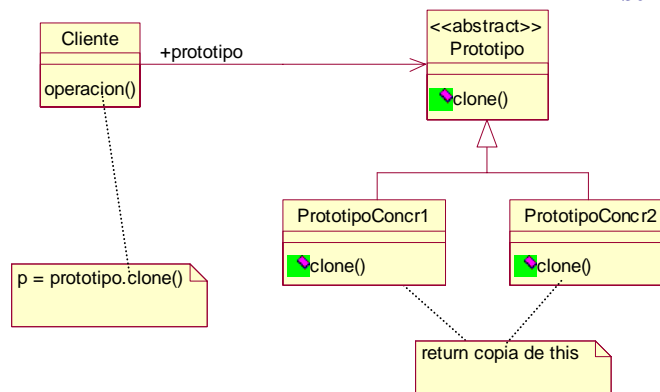 Cliente
operacion()
+prototipo
<<abstract>>
Prototipo
clone()
PrototipoConcr1
clone()
PrototipoConcr2
clone()
p = prototipo.clone()
return copia de this